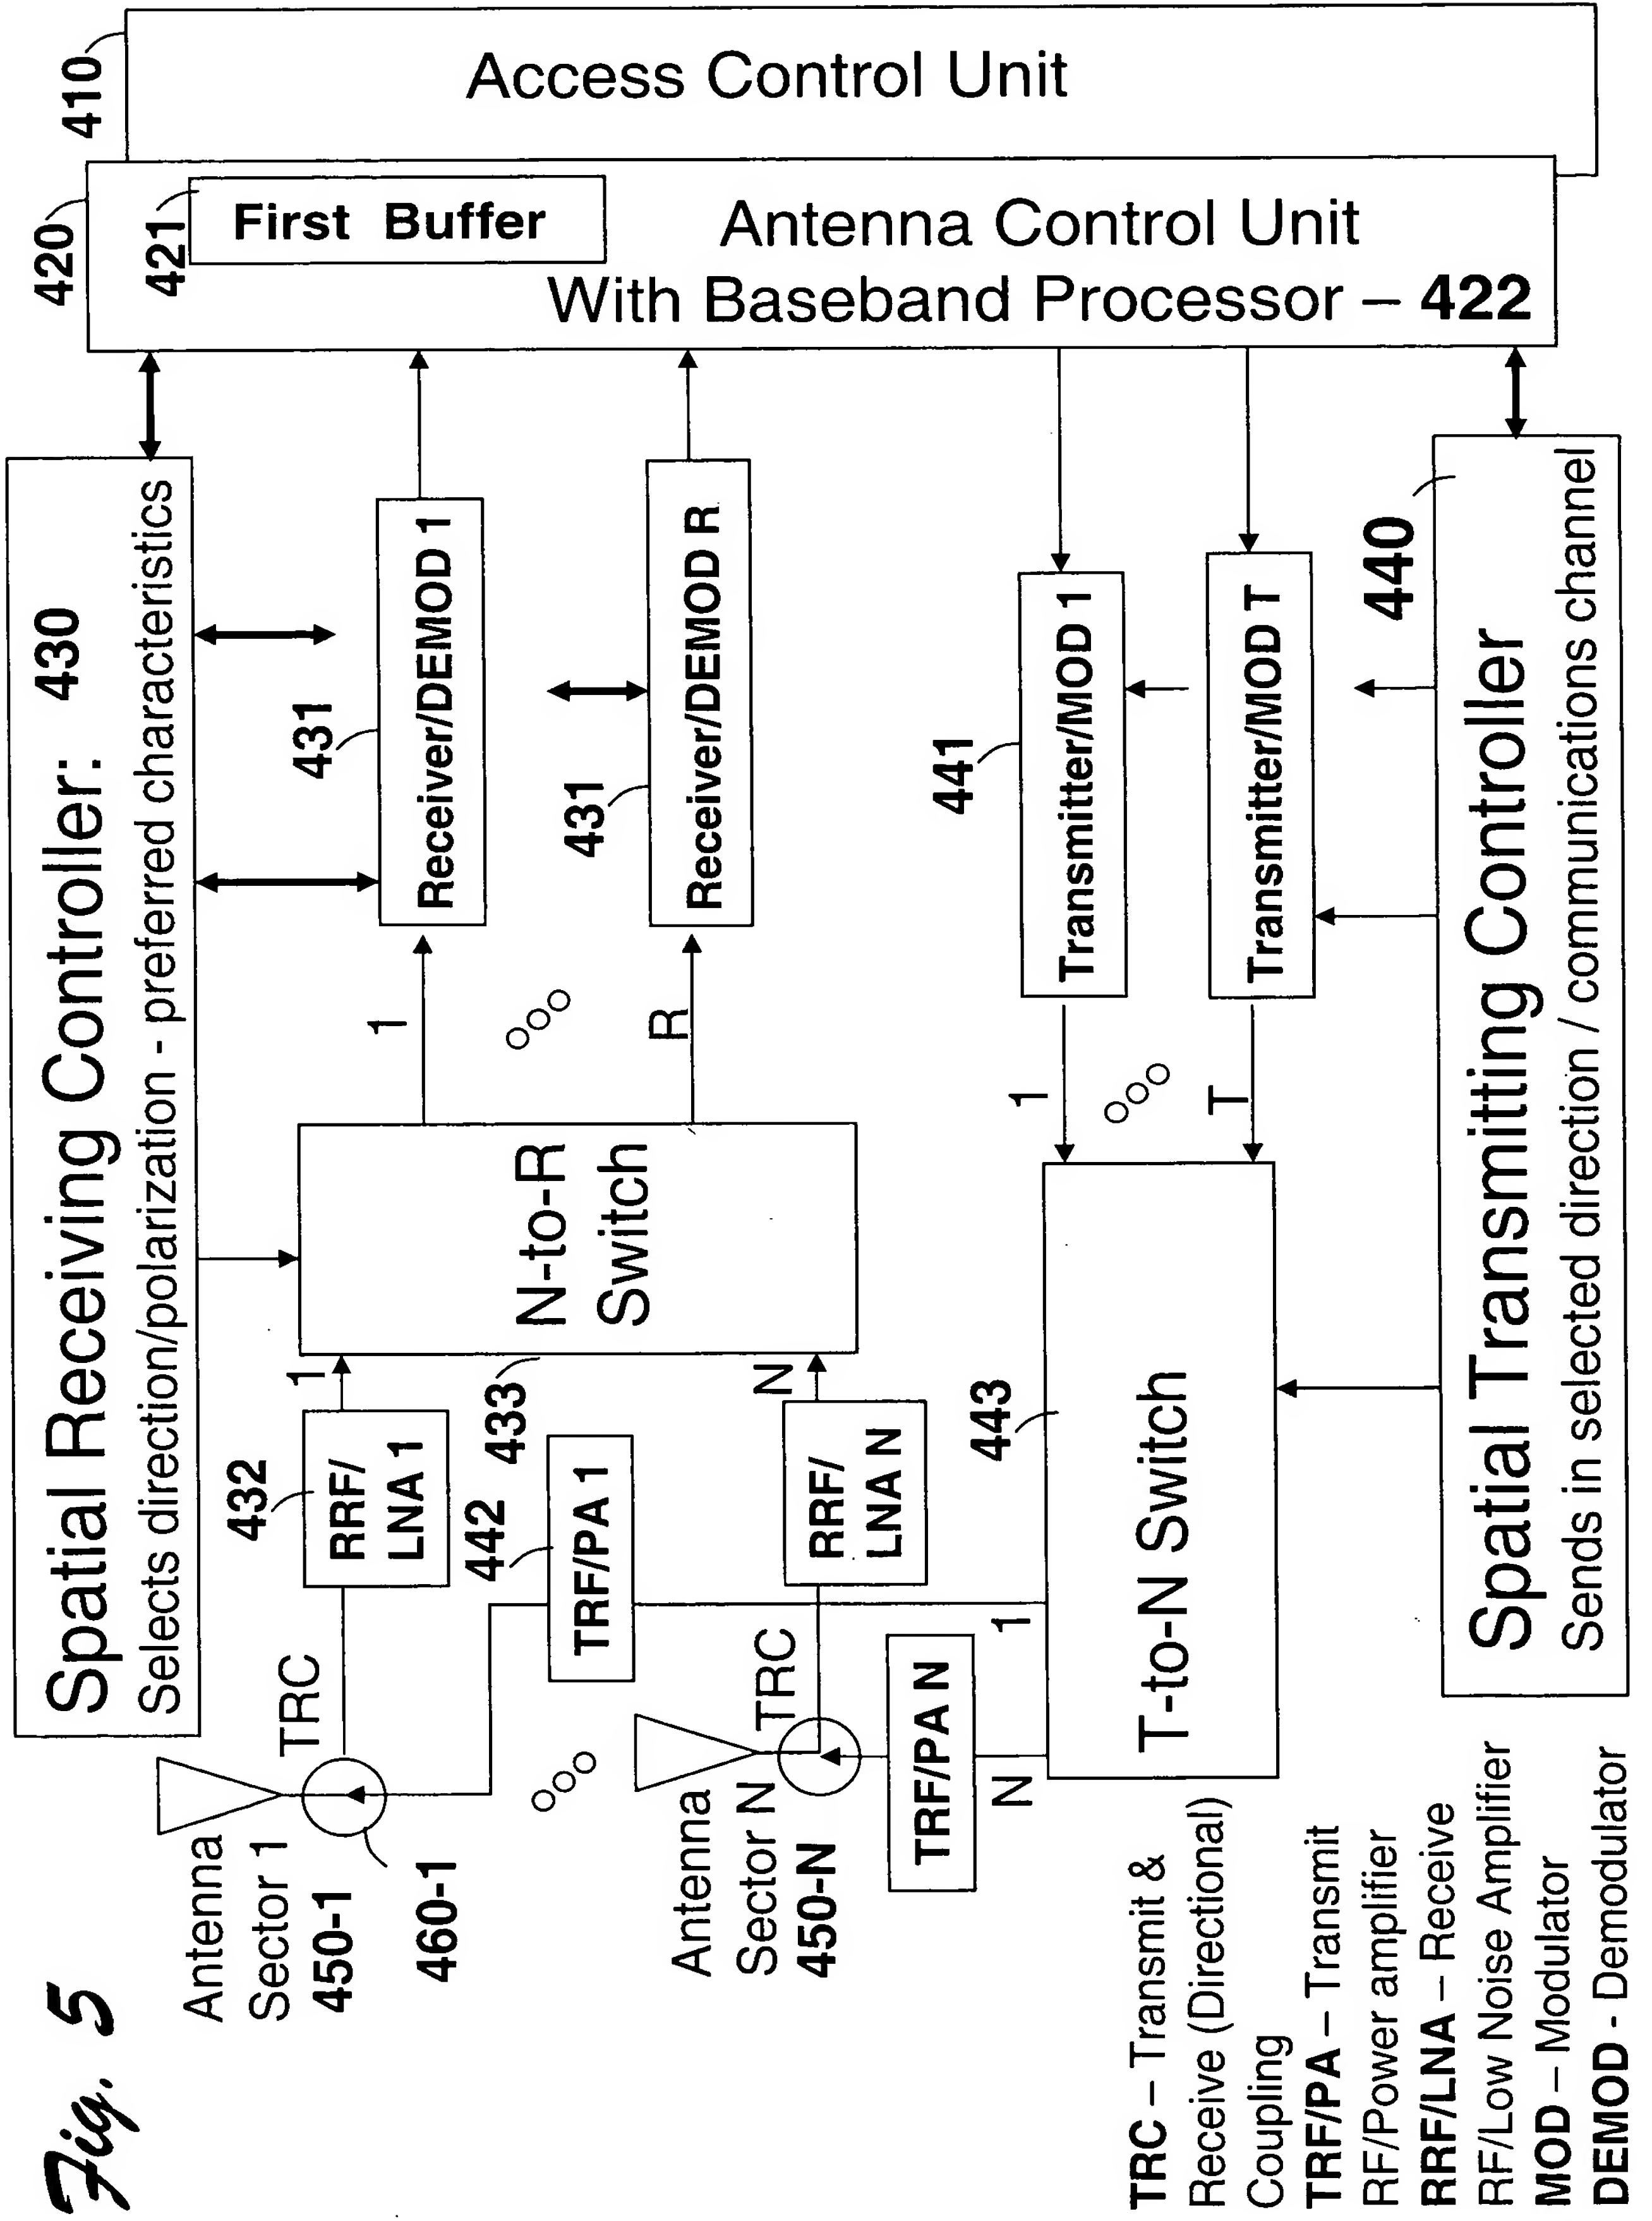 Fig. 5
Spatial Receiving Controller: 430
Selects direction/polarization - preferred characteristics
Antenna
Sector 1
450-1
460-1
TRC
432
RRF/
LNA 1
1
433
N-to-R
Switch
1
R
431
Receiver/DEMOD 1
431
Receiver/DEMOD R
420
421
First Buffer
Antenna Control Unit
With Baseband Processor – 422
410
Access Control Unit
442
TRF/PA 1
Antenna
Sector N
450-N
TRC
RRF/
LNA N
N
TRF/PA N
N
1
443
T-to-N Switch
1
T
441
Transmitter/MOD 1
Transmitter/MOD T
440
Spatial Transmitting Controller
Sends in selected direction / communications channel
TRC – Transmit &
Receive (Directional)
Coupling
TRF/PA – Transmit
RF/Power amplifier
RRF/LNA – Receive
RF/Low Noise Amplifier
MOD – Modulator
DEMOD - Demodulator